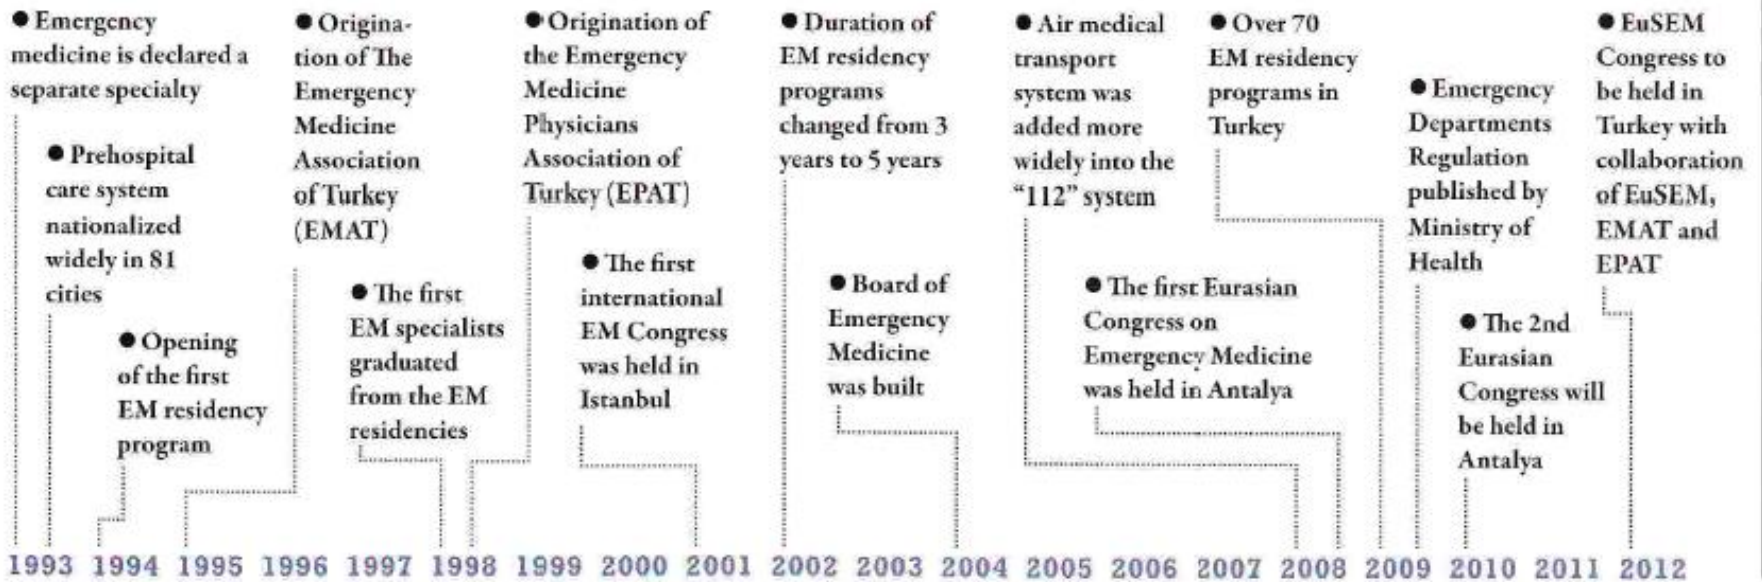 ● Emergency
medicine is declared a
separate specialty
● Prehospital
care system
nationalized
widely in 81
cities
● Opening
of the first
EM residency
program
● Origina-
tion of The
Emergency
Medicine
Association
of Turkey
(EMAT)
● The first
EM specialists
graduated
from the EM
residencies
● Origination of
the Emergency
Medicine
Physicians
Association of
Turkey (EPAT)
● The first
international
EM Congress
was held in
Istanbul
● Duration of
EM residency
programs
changed from 3
years to 5 years
● Board of
Emergency
Medicine
was built
● Air medical
transport
system was
added more
widely into the
“112” system
● The first Eurasian
Congress on
Emergency Medicine
was held in Antalya
● Over 70
EM residency
programs in
Turkey
● Emergency
Departments
Regulation
published by
Ministry of
Health
● The 2nd
Eurasian
Congress will
be held in
Antalya
● EuSEM
Congress to
be held in
Turkey with
collaboration
of EuSEM,
EMAT and
EPAT
1993 1994 1995 1996 1997 1998 1999 2000 2001 2002 2003 2004 2005 2006 2007 2008 2009 2010 2011 2012